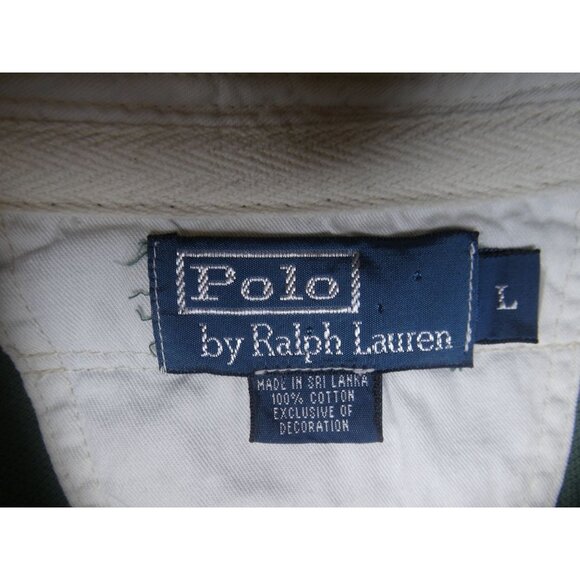 Polo
by Ralph Lauren
L
MADE IN SRI LANKA
100% COTTON
EXCLUSIVE OF
DECORATION